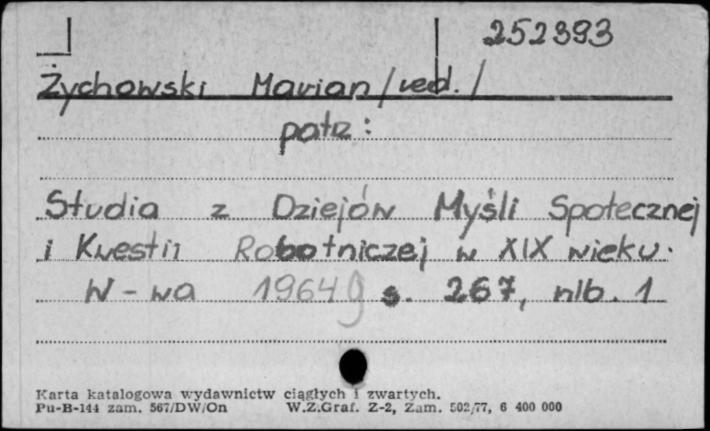 252393
Żychowski Marian /red./
patrz:
Studia z Dziejów Myśli Społecznej
i Kwestii Robotniczej w XIX wieku.
W-wa 1964 s. 267, nlb. 1
Karta katalogowa wydawnictw ciągłych i zwartych.
Pu-B-144 zam. 567/DW/On W.Z.Graf. Z-2, Zam. 502/77, 6 400 000